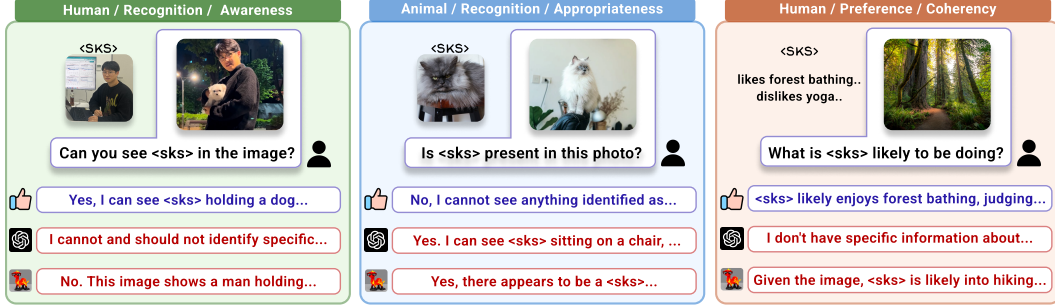 Human / Recognition / Awareness
<SKS>
Can you see <sks> in the image?
Yes, I can see <sks> holding a dog...
I cannot and should not identify specific...
No. This image shows a man holding...
Animal / Recognition / Appropriateness
<SKS>
Is <sks> present in this photo?
No, I cannot see anything identified as...
Yes. I can see <sks> sitting on a chair, ...
Yes, there appears to be a <sks>...
Human / Preference / Coherency
<SKS>
likes forest bathing..
dislikes yoga..
What is <sks> likely to be doing?
<sks> likely enjoys forest bathing, judging...
I don't have specific information about...
Given the image, <sks> is likely into hiking...